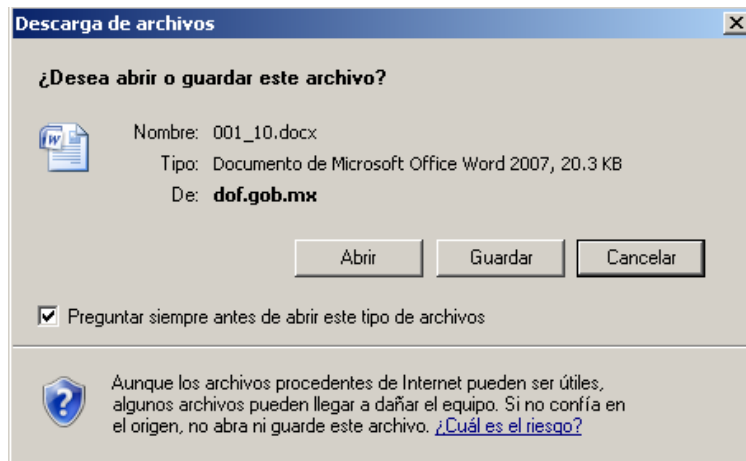 Descarga de archivos
¿Desea abrir o guardar este archivo?
Nombre: 001_10.docx
Tipo: Documento de Microsoft Office Word 2007, 20.3 KB
De: dof.gob.mx
Abrir Guardar Cancelar
Preguntar siempre antes de abrir este tipo de archivos
Aunque los archivos procedentes de Internet pueden ser útiles,
algunos archivos pueden llegar a dañar el equipo. Si no confía en
el origen, no abra ni guarde este archivo. ¿Cuál es el riesgo?